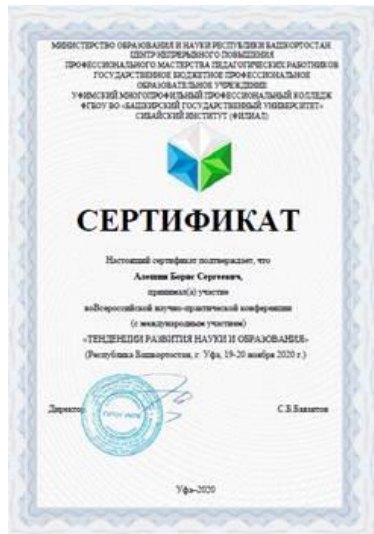 МИНИСТЕРСТВО ОБРАЗОВАНИЯ И НАУКИ РЕСПУБЛИКИ БАШКОРТОСТАН
ЦЕНТР НЕПРЕРЫВНОГО ПОВЫШЕНИЯ
ПРОФЕССИОНАЛЬНОГО МАСТЕРСТВА ПЕДАГОГИЧЕСКИХ РАБОТНИКОВ
ГОСУДАРСТВЕННОЕ БЮДЖЕТНОЕ ПРОФЕССИОНАЛЬНОЕ
ОБРАЗОВАТЕЛЬНОЕ УЧРЕЖДЕНИЕ
УФИМСКИЙ МНОГОПРОФИЛЬНЫЙ ПРОФЕССИОНАЛЬНЫЙ КОЛЛЕДЖ
ФГБОУ ВО «БАШКИРСКИЙ ГОСУДАРСТВЕННЫЙ УНИВЕРСИТЕТ»
СИБАЙСКИЙ ИНСТИТУТ (ФИЛИАЛ)
СЕРТИФИКАТ
Настоящий сертификат подтверждает, что
Алешин Борис Сергеевич,
принимал(а) участие
воВсероссийской научно-практической конференции
(с международным участием)
«ТЕНДЕНЦИИ РАЗВИТИЯ НАУКИ И ОБРАЗОВАНИЯ»
(Республика Башкортостан, г. Уфа, 19-20 ноября 2020 г.)
Директо
С.Б.
Уфа-2020